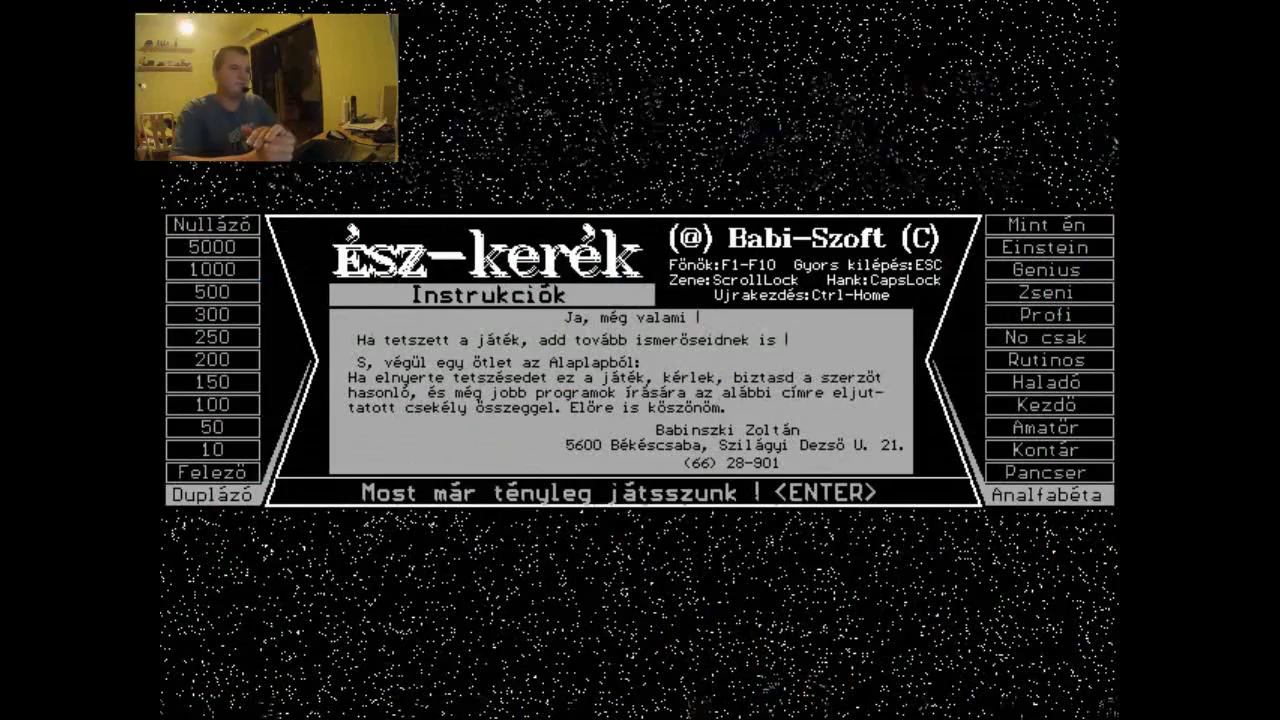 Nullázó
5000
1000
500
300
250
200
150
100
50
10
Felező
Duplázó
ész-kerék
Instrukciók
(@) Babi-Szoft (C)
Főnök:F1-F10 Gyors kilépés:ESC
Zene:ScrollLock Hank:CapsLock
Ujrakezdés:Ctrl-Home
Ja, még valami !
Ha tetszett a játék, add tovább ismerőseidnek is !
S, végül egy ötlet az Alaplapból:
Ha elnyerte tetszésedet ez a játék, kérlek, biztasd a szerzőt
hasonló, és még jobb programok írására az alábbi címre eljut-
tatott csekély összeggel. Előre is köszönöm.
Babinszki Zoltán
5600 Békéscsaba, Szilágyi Dezső U. 21.
(66) 28-901
Most már tényleg játsszunk ! <ENTER>
Mint én
Einstein
Genius
Zseni
Profi
No csak
Rutinos
Haladó
Kezdő
Amatőr
Kontár
Pancser
Analfabéta